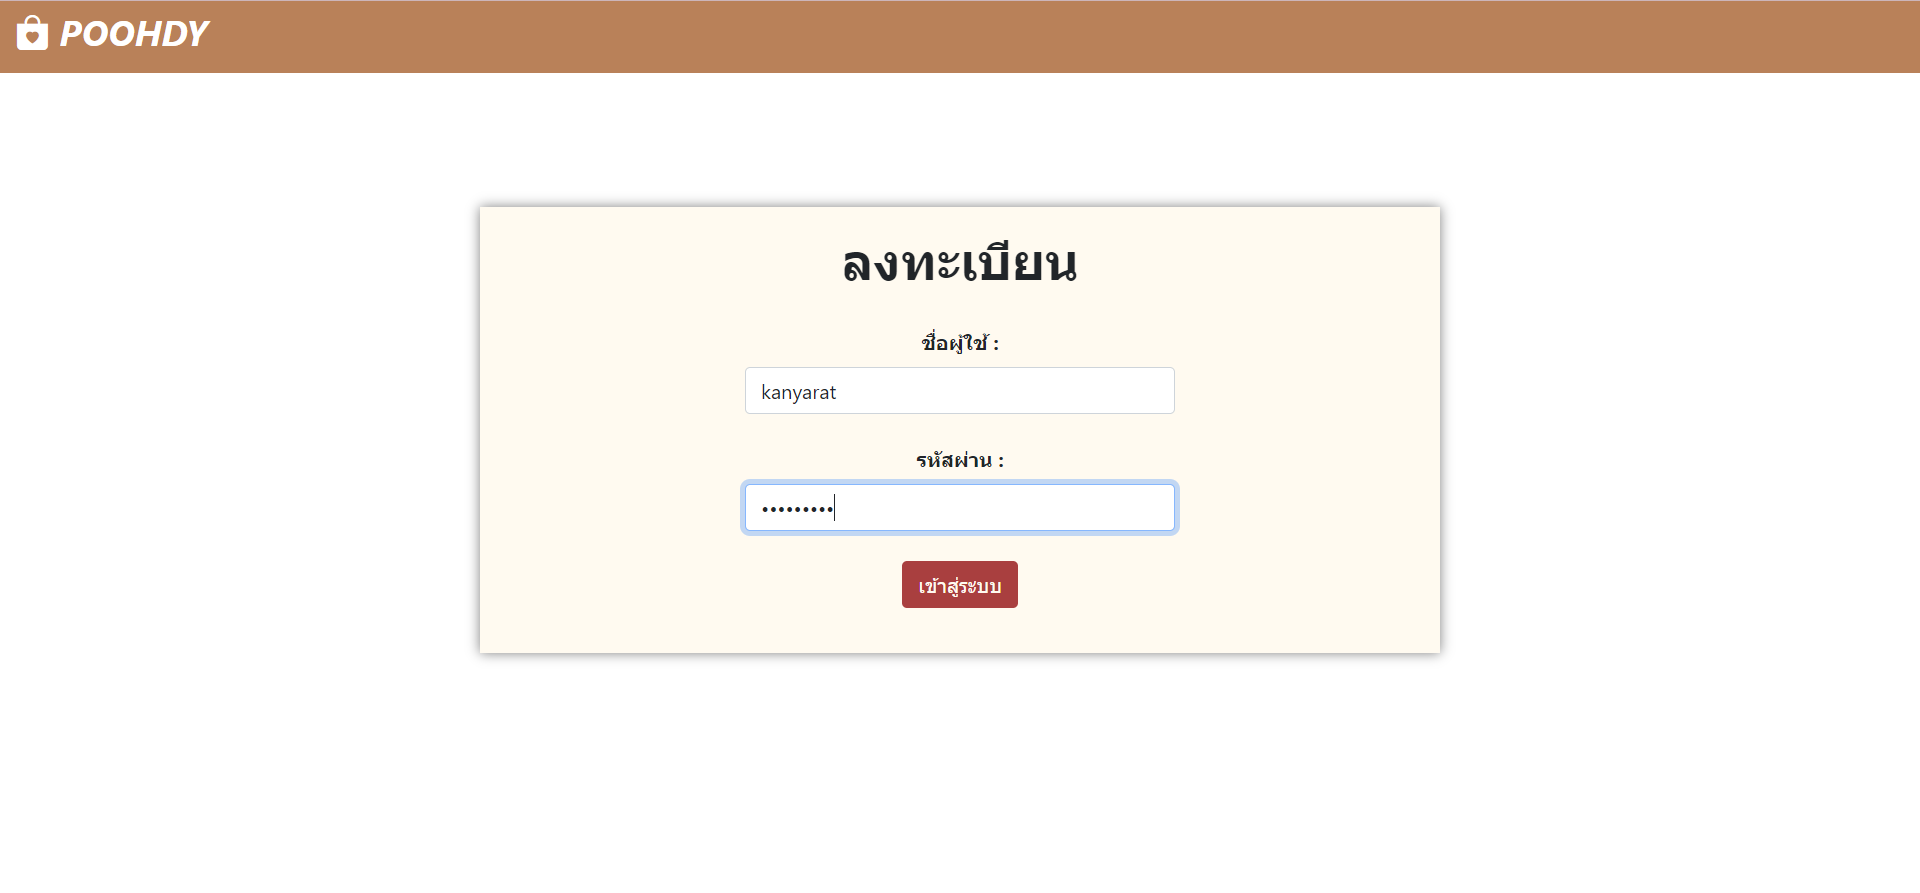 POOHDY
ลงทะเบียน
ชื่อผู้ใช้ :
kanyarat
รหัสผ่าน :
•••••••••
เข้าสู่ระบบ